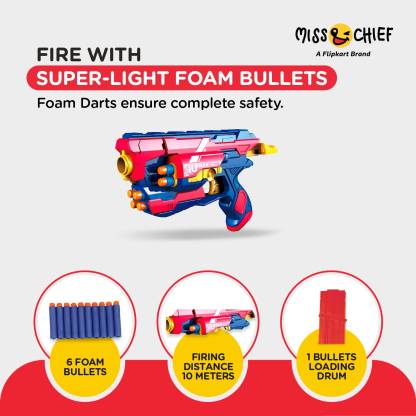 MISS CHIEF
A Flipkart Brand
FIRE WITH
SUPER-LIGHT FOAM BULLETS
Foam Darts ensure complete safety.
6 FOAM
BULLETS
FIRING
DISTANCE
10 METERS
1 BULLETS
LOADING
DRUM